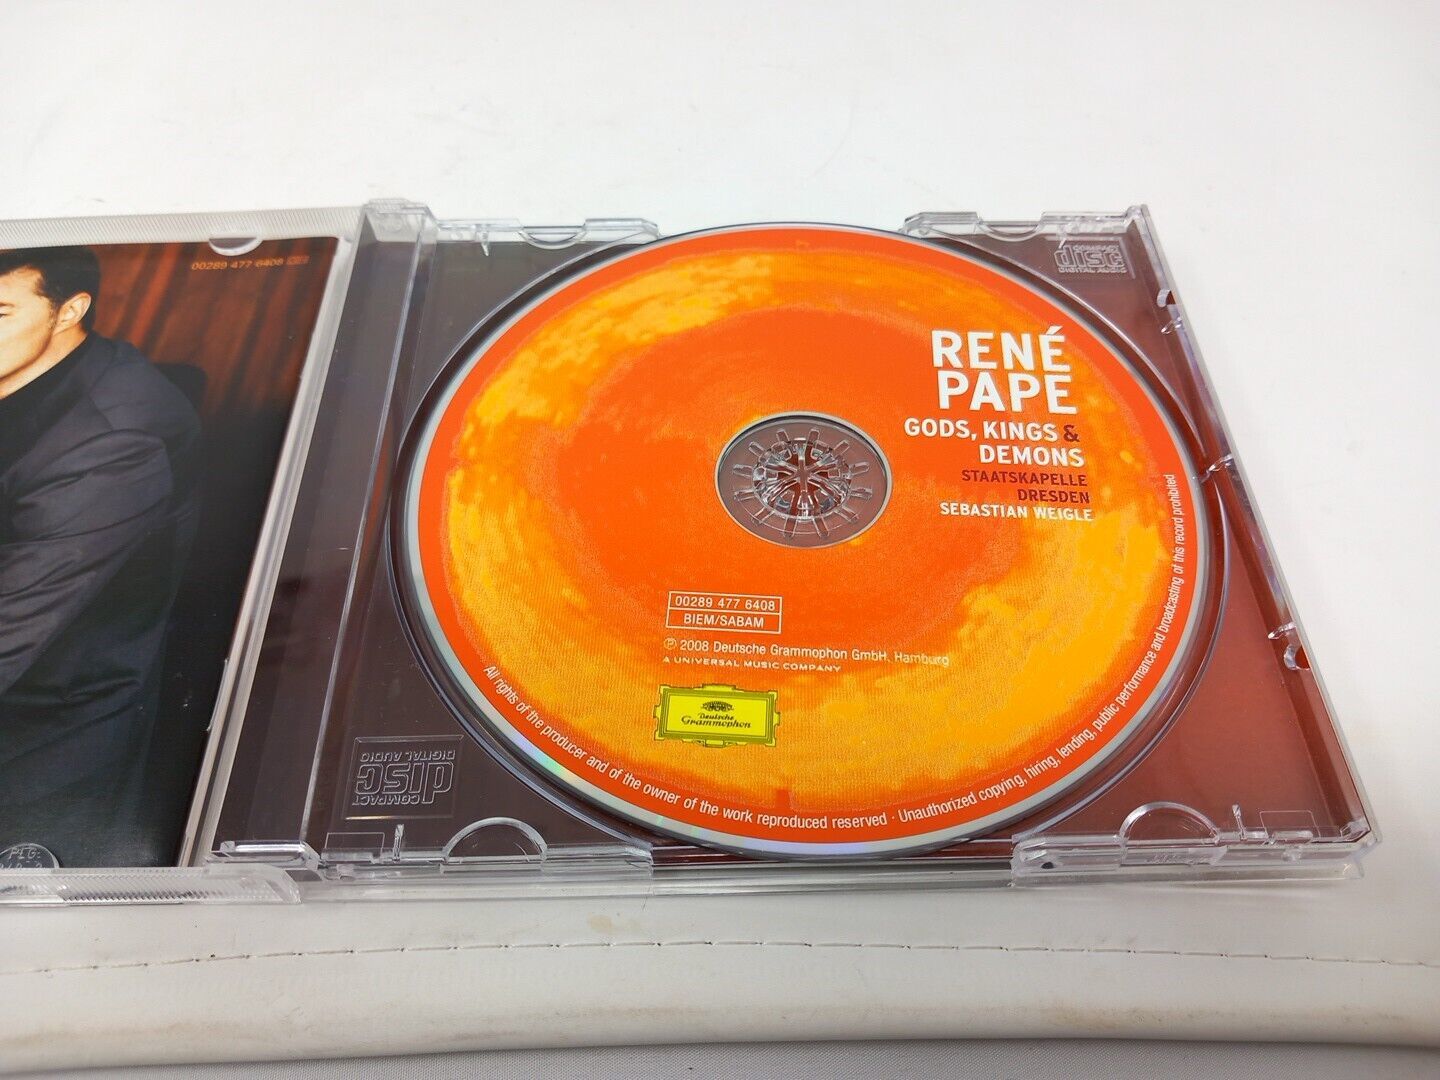 00289 477 6408
COMPACT
disc
DIGITAL AUDIO
RENÉ
PAPE
GODS, KINGS &
DEMONS
STAATSKAPELLE
DRESDEN
SEBASTIAN WEIGLE
00289 477 6408
BIEM/SABAM
℗ 2008 Deutsche Grammophon GmbH, Hamburg
A UNIVERSAL MUSIC COMPANY
Deutsche
Grammophon
All rights of the producer and of the owner of the work reproduced reserved · Unauthorized copying, hiring, lending, public performance and broadcasting of this record prohibited
COMPACT
disc
DIGITAL AUDIO